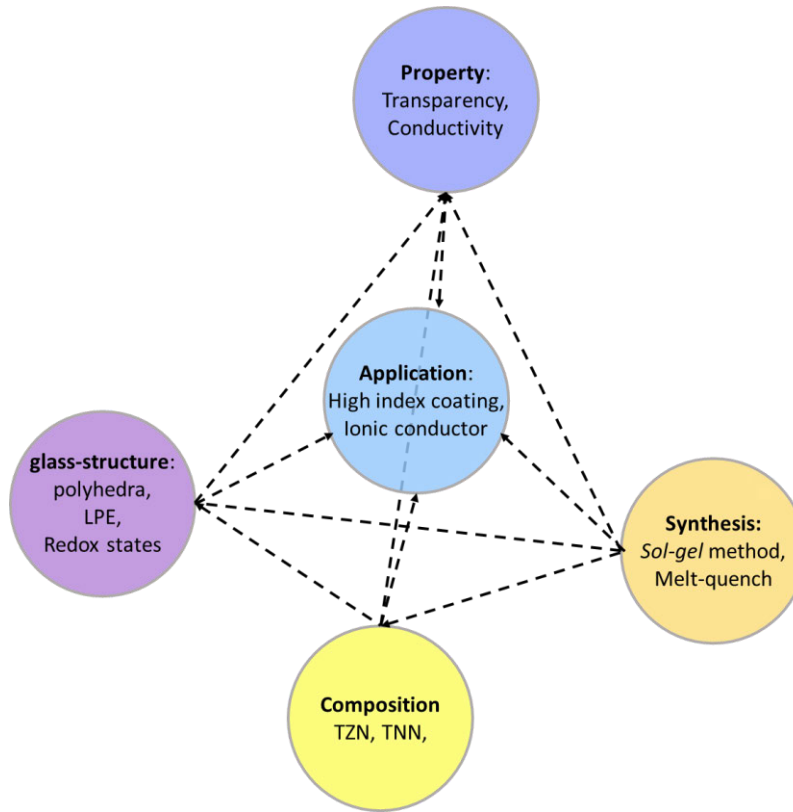 Property:
Transparency,
Conductivity
Application:
High index coating,
Ionic conductor
glass-structure:
polyhedra,
LPE,
Redox states
Synthesis:
Sol-gel method,
Melt-quench
Composition
TZN, TNN,